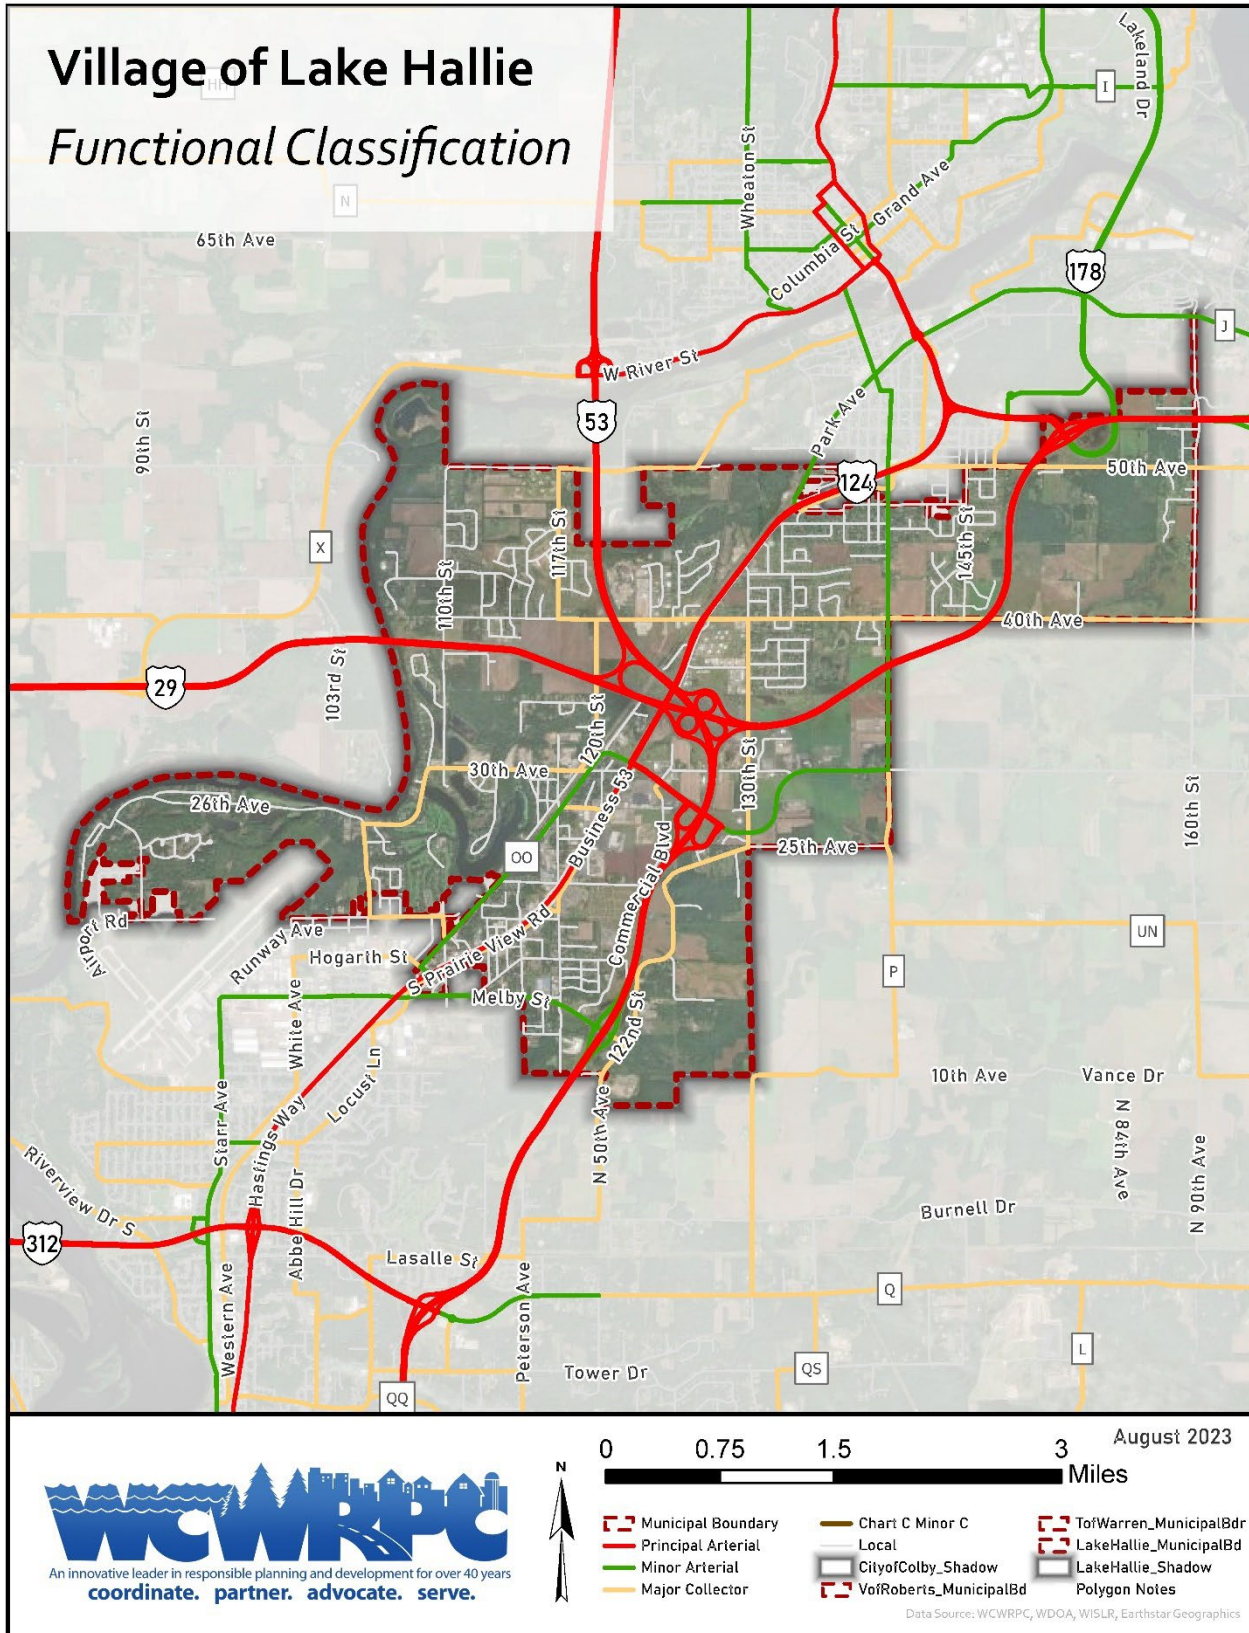 Village of Lake Hallie
Functional Classification
HH
N
65th Ave
Wheaton St
Columbia St
Grand Ave
Lakeland Dr
I
178
J
W River St
53
Park Ave
124
50th Ave
90th St
X
110th St
117th St
145th St
40th Ave
29
103rd St
120th St
30th Ave
130th St
26th Ave
Business 53
OO
25th Ave
160th St
Commercial Blvd
Airport Rd
Runway Ave
Hogarth St
S Prairie View Rd
UN
P
White Ave
Melby St
122nd St
Starr Ave
Locust Ln
10th Ave
Vance Dr
Hastings Way
N 50th Ave
N 84th Ave
N 90th Ave
Riverview Dr S
Abbe Hill Dr
Burnell Dr
312
Lasalle St
Western Ave
Peterson Ave
Q
Tower Dr
QS
L
QQ
August 2023
0 0.75 1.5 3
Miles
N
WCWRPC
An innovative leader in responsible planning and development for over 40 years
coordinate. partner. advocate. serve.
Municipal Boundary
Principal Arterial
Minor Arterial
Major Collector
Chart C Minor C
Local
CityofColby_Shadow
VofRoberts_MunicipalBd
TofWarren_MunicipalBdr
LakeHallie_MunicipalBd
LakeHallie_Shadow
Polygon Notes
Data Source: WCWRPC, WDOA, WISLR, Earthstar Geographics